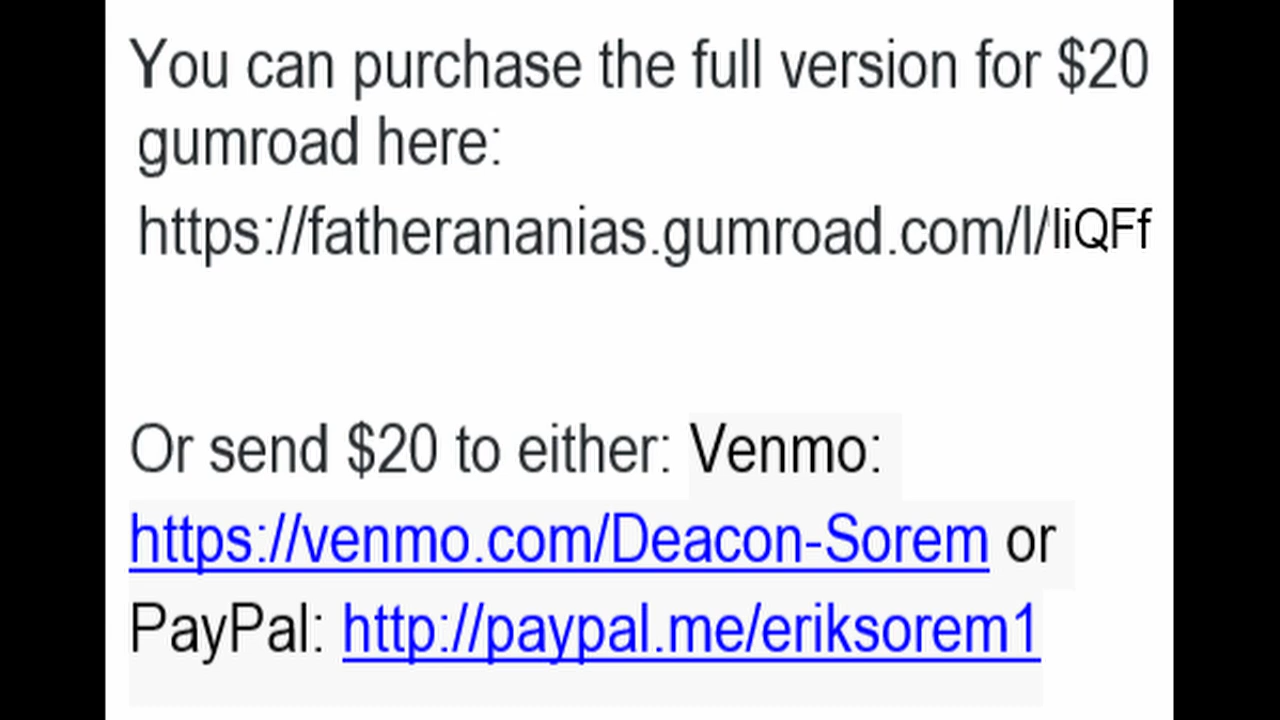 You can purchase the full version for $20
gumroad here:
https://fatherananias.gumroad.com/l/liQFf
Or send $20 to either: Venmo:
https://venmo.com/Deacon-Sorem or
PayPal: http://paypal.me/eriksorem1